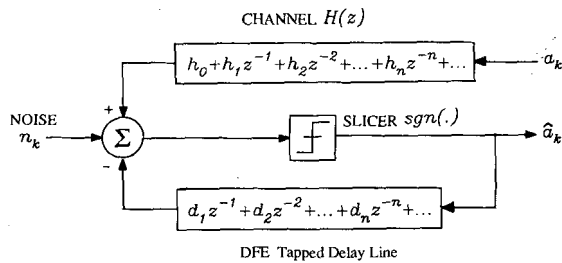 CHANNEL H(z)
h₀+h₁z⁻¹+h₂z⁻²+...+hₙz⁻ⁿ+...
aₖ
+
NOISE
nₖ
Σ
-
SLICER sgn(.)
âₖ
d₁z⁻¹+d₂z⁻²+...+dₙz⁻ⁿ+...
DFE Tapped Delay Line